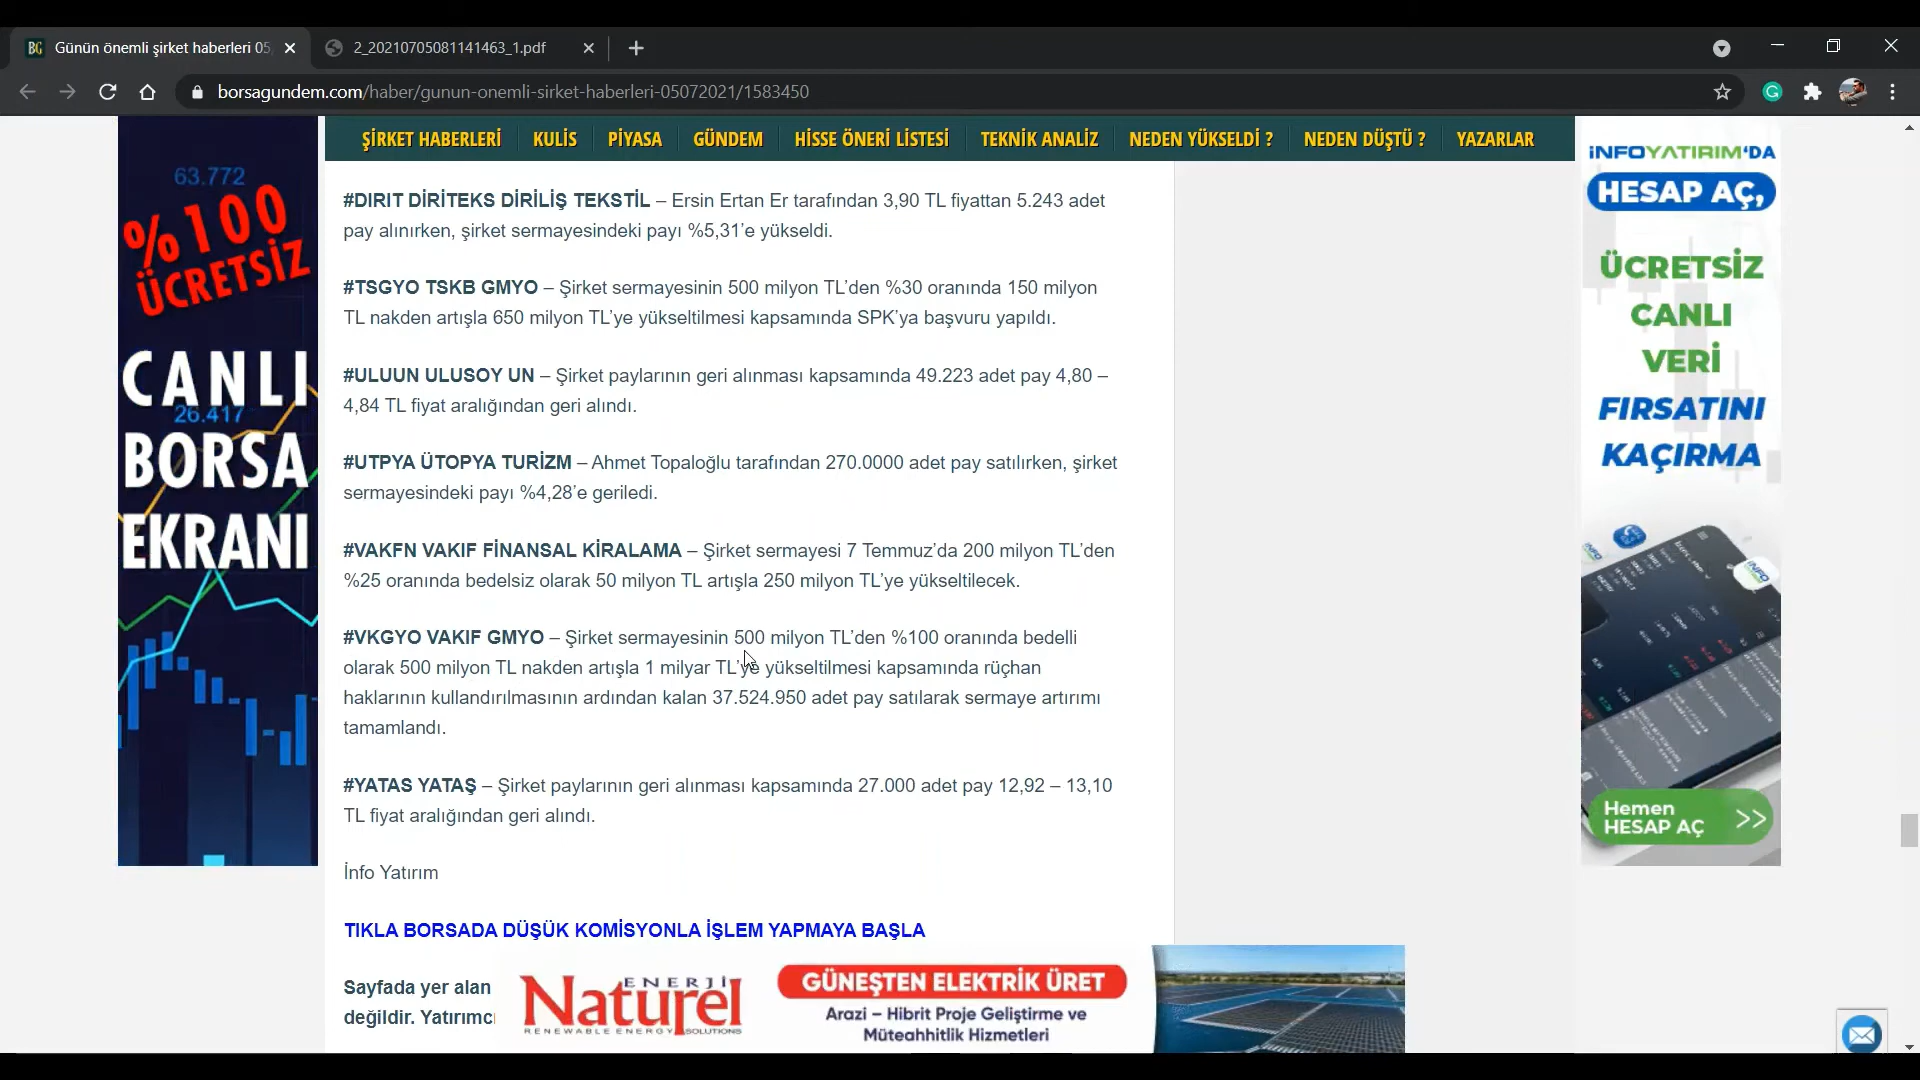 BG Günün önemli şirket haberleri 05
2_20210705081141463_1.pdf
borsagundem.com/haber/gunun-onemli-sirket-haberleri-05072021/1583450
ŞİRKET HABERLERİ KULİS PİYASA GÜNDEM HİSSE ÖNERİ LİSTESİ TEKNİK ANALİZ NEDEN YÜKSELDİ ? NEDEN DÜŞTÜ ? YAZARLAR
63.772
%100
ÜCRETSİZ
CANLI
26.417
BORSA
EKRANI
#DIRIT DİRİTEKS DİRİLİŞ TEKSTİL – Ersin Ertan Er tarafından 3,90 TL fiyattan 5.243 adet
pay alınırken, şirket sermayesindeki payı %5,31’e yükseldi.
#TSGYO TSKB GMYO – Şirket sermayesinin 500 milyon TL’den %30 oranında 150 milyon
TL nakden artışla 650 milyon TL’ye yükseltilmesi kapsamında SPK’ya başvuru yapıldı.
#ULUUN ULUSOY UN – Şirket paylarının geri alınması kapsamında 49.223 adet pay 4,80 –
4,84 TL fiyat aralığından geri alındı.
#UTPYA ÜTOPYA TURİZM – Ahmet Topaloğlu tarafından 270.0000 adet pay satılırken, şirket
sermayesindeki payı %4,28’e geriledi.
#VAKFN VAKIF FİNANSAL KİRALAMA – Şirket sermayesi 7 Temmuz’da 200 milyon TL’den
%25 oranında bedelsiz olarak 50 milyon TL artışla 250 milyon TL’ye yükseltilecek.
#VKGYO VAKIF GMYO – Şirket sermayesinin 500 milyon TL’den %100 oranında bedelli
olarak 500 milyon TL nakden artışla 1 milyar TL’ye yükseltilmesi kapsamında rüçhan
haklarının kullandırılmasının ardından kalan 37.524.950 adet pay satılarak sermaye artırımı
tamamlandı.
#YATAS YATAŞ – Şirket paylarının geri alınması kapsamında 27.000 adet pay 12,92 – 13,10
TL fiyat aralığından geri alındı.
İnfo Yatırım
TIKLA BORSADA DÜŞÜK KOMİSYONLA İŞLEM YAPMAYA BAŞLA
Sayfada yer alan
değildir. Yatırımcı
ENERJİ
Naturel
RENEWABLE ENERGY SOLUTIONS
GÜNEŞTEN ELEKTRİK ÜRET
Arazi – Hibrit Proje Geliştirme ve
Müteahhitlik Hizmetleri
iNFOYATIRIM‘DA
HESAP AÇ,
ÜCRETSİZ
CANLI
VERİ
FIRSATINI
KAÇIRMA
Hemen
HESAP AÇ >>